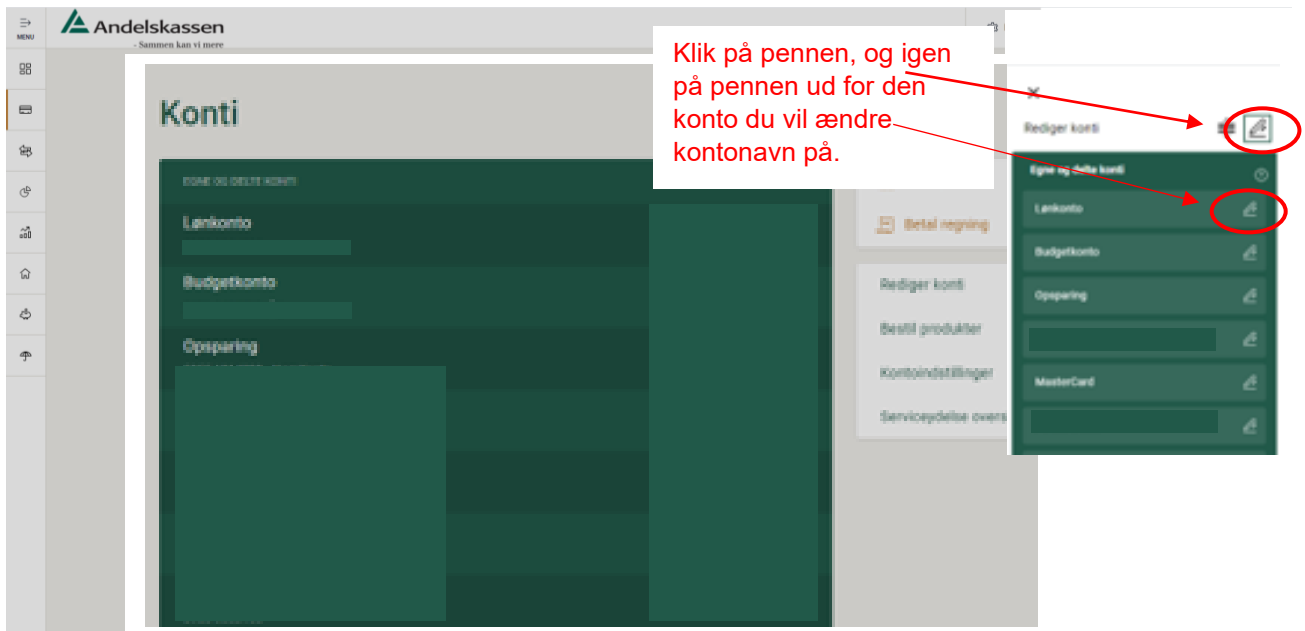 MENU
Andelskassen
- Sammen kan vi mere
Konti
EGNE OG DELTE KONTI
Lønkonto
Budgetkonto
Opsparing
Klik på pennen, og igen
på pennen ud for den
konto du vil ændre
kontonavn på.
Betal regning
Rediger konti
Bestil produkter
Kontoindstillinger
Serviceydelse overs
Rediger konti
Egne og delte konti
Lønkonto
Budgetkonto
Opsparing
MasterCard